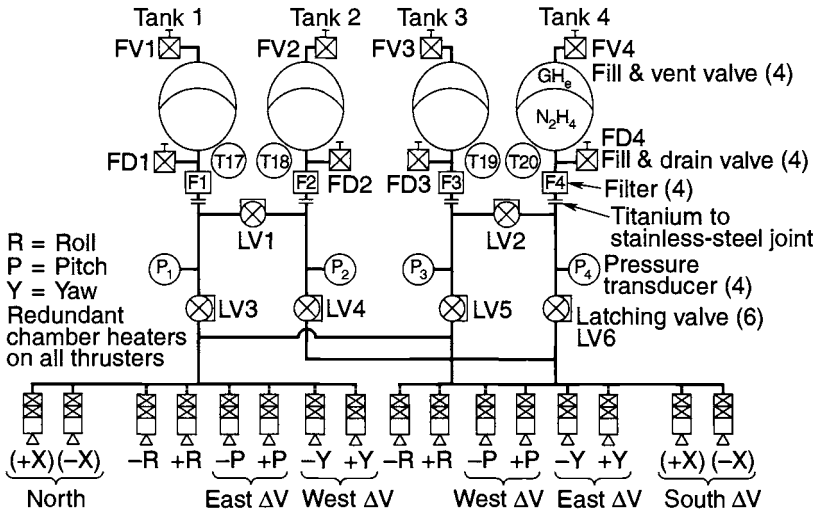 Tank 1 Tank 2 Tank 3 Tank 4
FV1 FV2 FV3 FV4
Fill & vent valve (4)
GHe
N2H4
FD4
FD1 T17 T18 T19 T20 Fill & drain valve (4)
F1 F2 FD2 FD3 F3 F4 Filter (4)
Titanium to
stainless-steel joint
LV1 LV2
R = Roll
P = Pitch
Y = Yaw
Redundant
chamber heaters
on all thrusters
P1 P2 P3 P4 Pressure
transducer (4)
LV3 LV4 LV5 Latching valve (6)
LV6
(+X) (−X) −R +R −P +P −Y +Y −R +R −P +P −Y +Y (+X) (−X)
North East ΔV West ΔV West ΔV East ΔV South ΔV